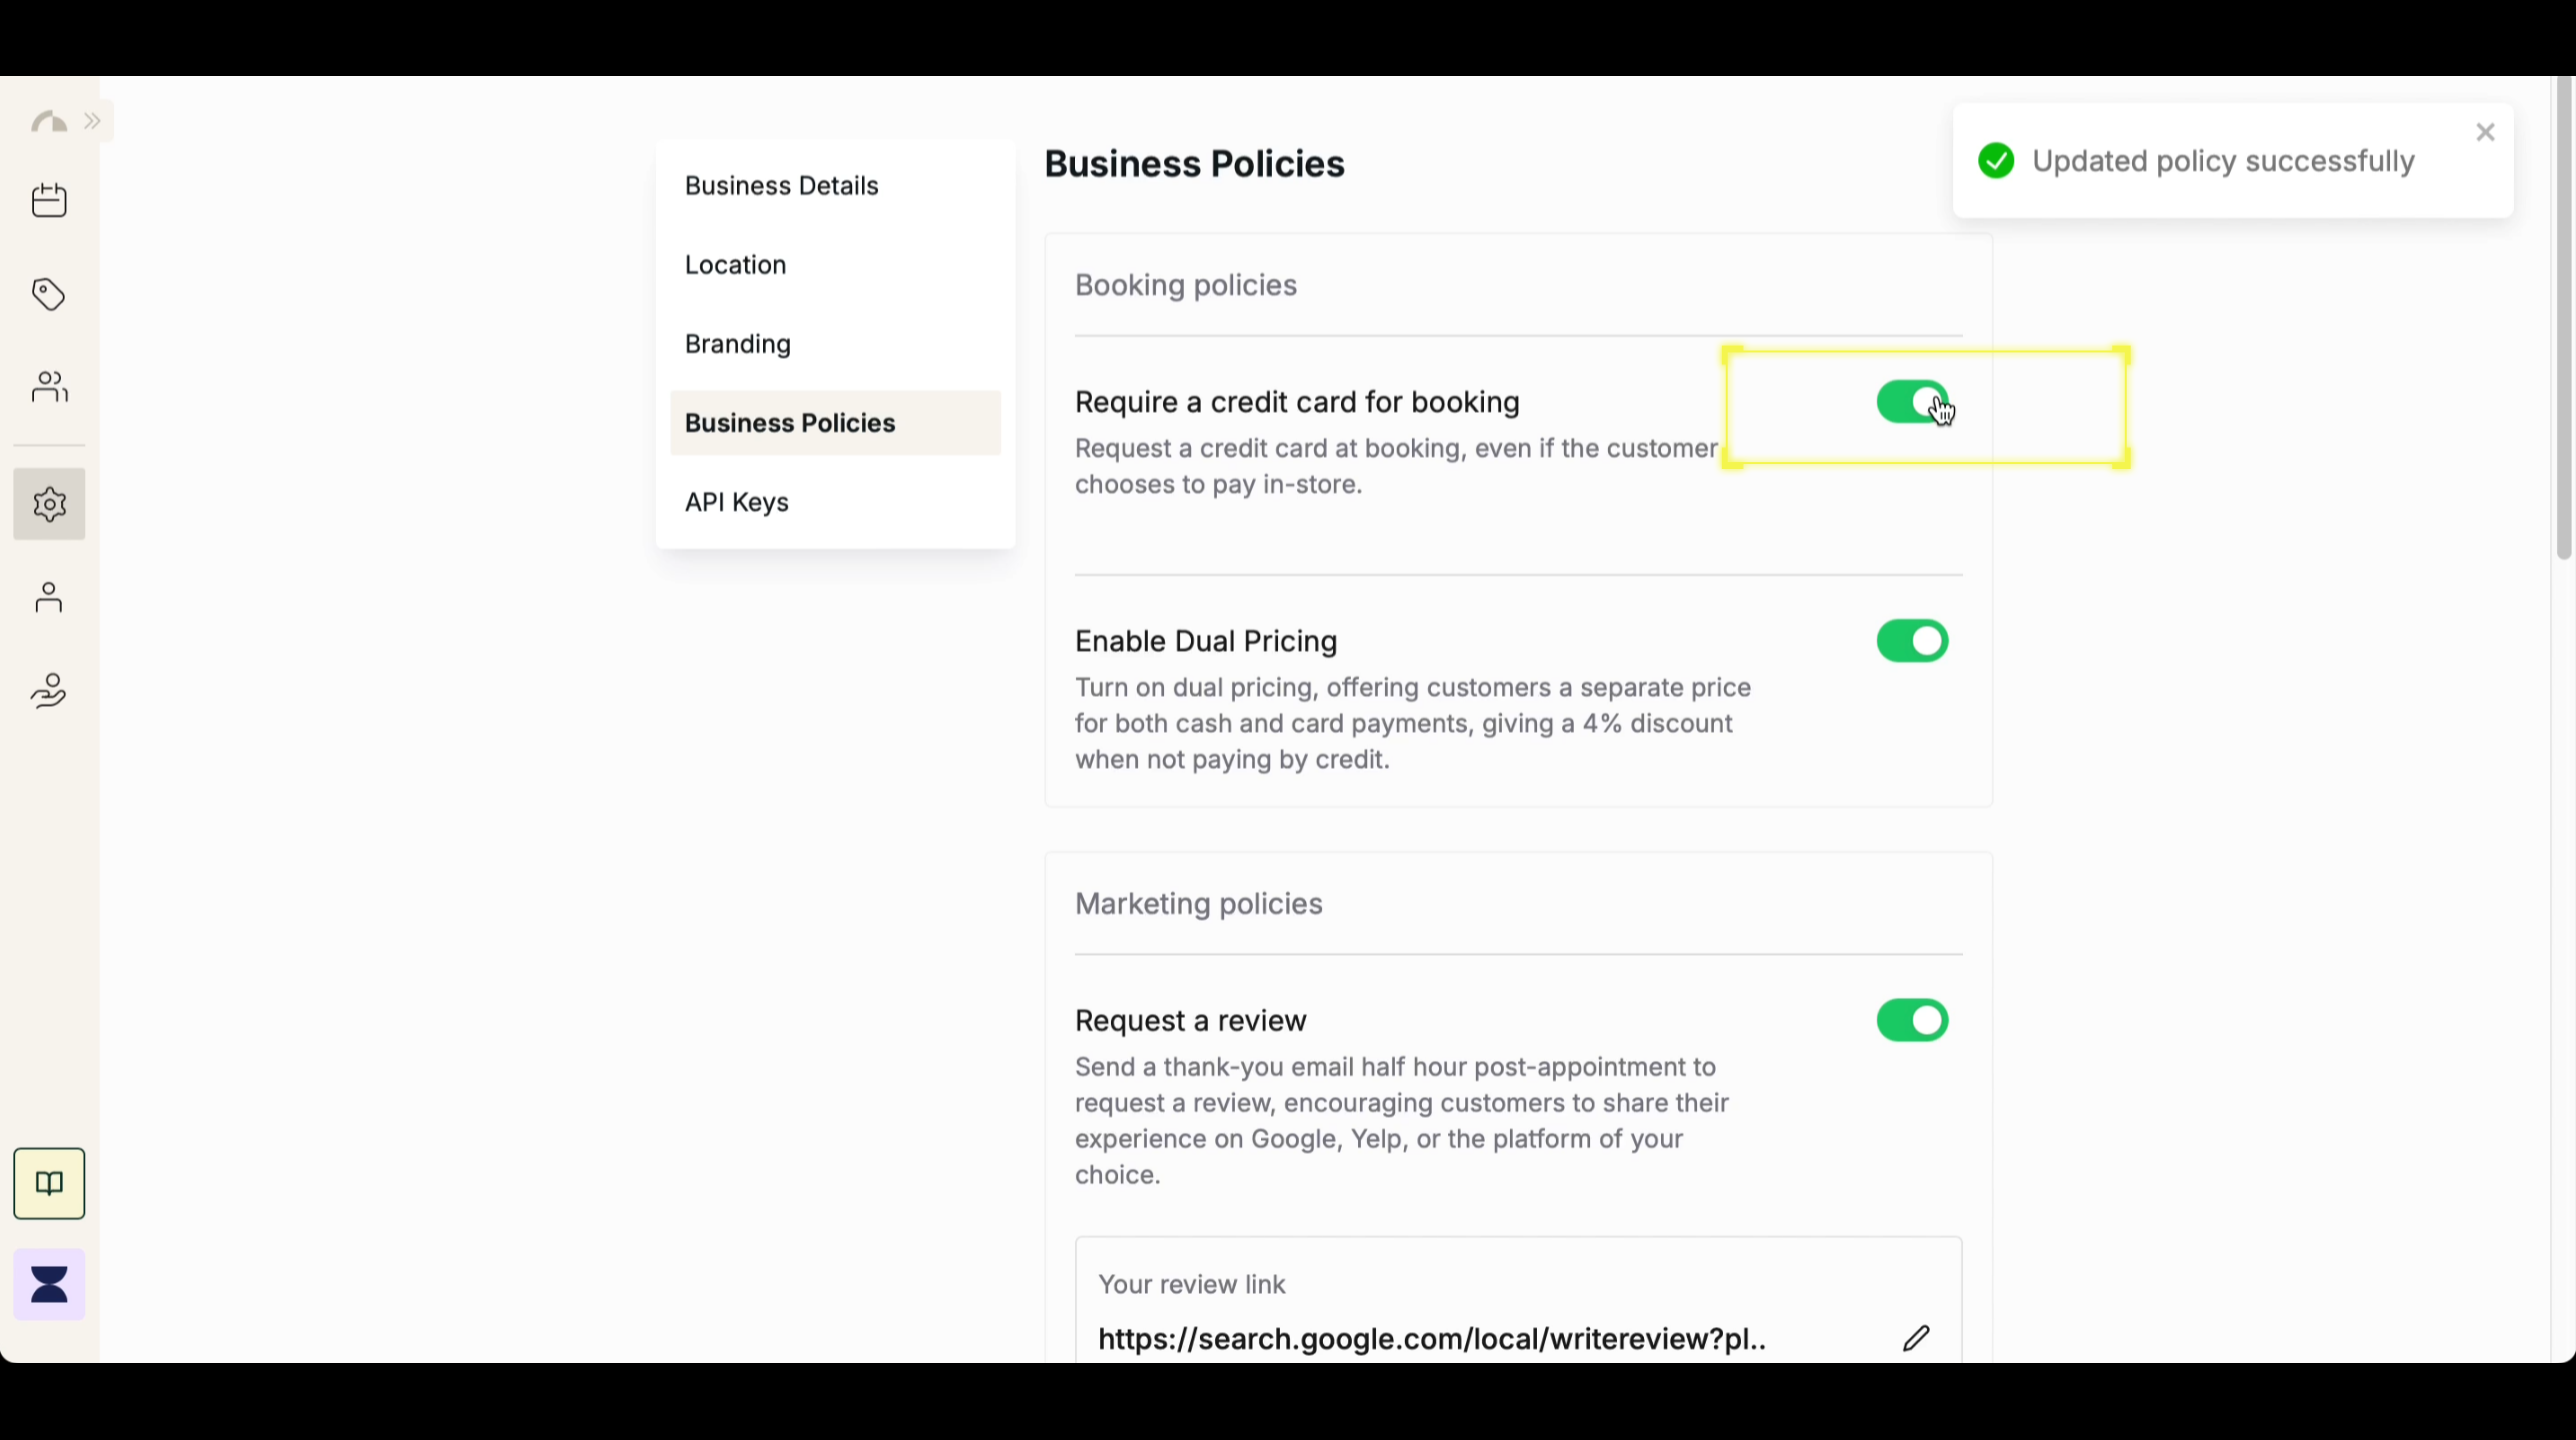 Business Details
Location
Branding
Business Policies
API Keys
Business Policies
Updated policy successfully
Booking policies
Require a credit card for booking
Request a credit card at booking, even if the customer
chooses to pay in-store.
Enable Dual Pricing
Turn on dual pricing, offering customers a separate price
for both cash and card payments, giving a 4% discount
when not paying by credit.
Marketing policies
Request a review
Send a thank-you email half hour post-appointment to
request a review, encouraging customers to share their
experience on Google, Yelp, or the platform of your
choice.
Your review link
https://search.google.com/local/writereview?pl..